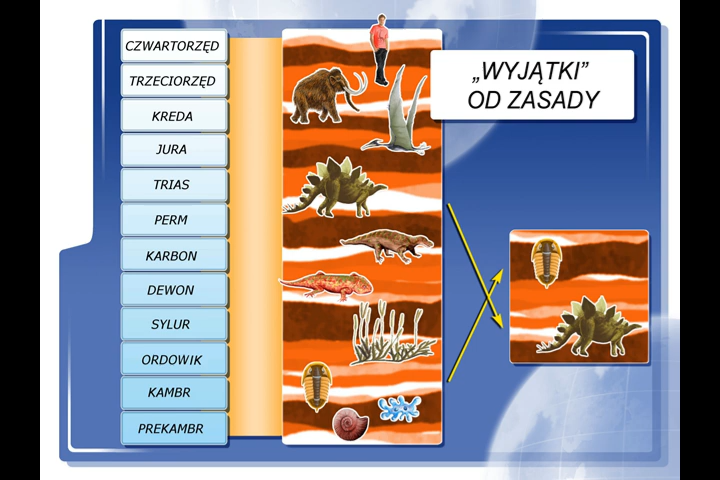 CZWARTORZĘD
TRZECIORZĘD
KREDA
JURA
TRIAS
PERM
KARBON
DEWON
SYLUR
ORDOWIK
KAMBR
PREKAMBR
„WYJĄTKI”
OD ZASADY